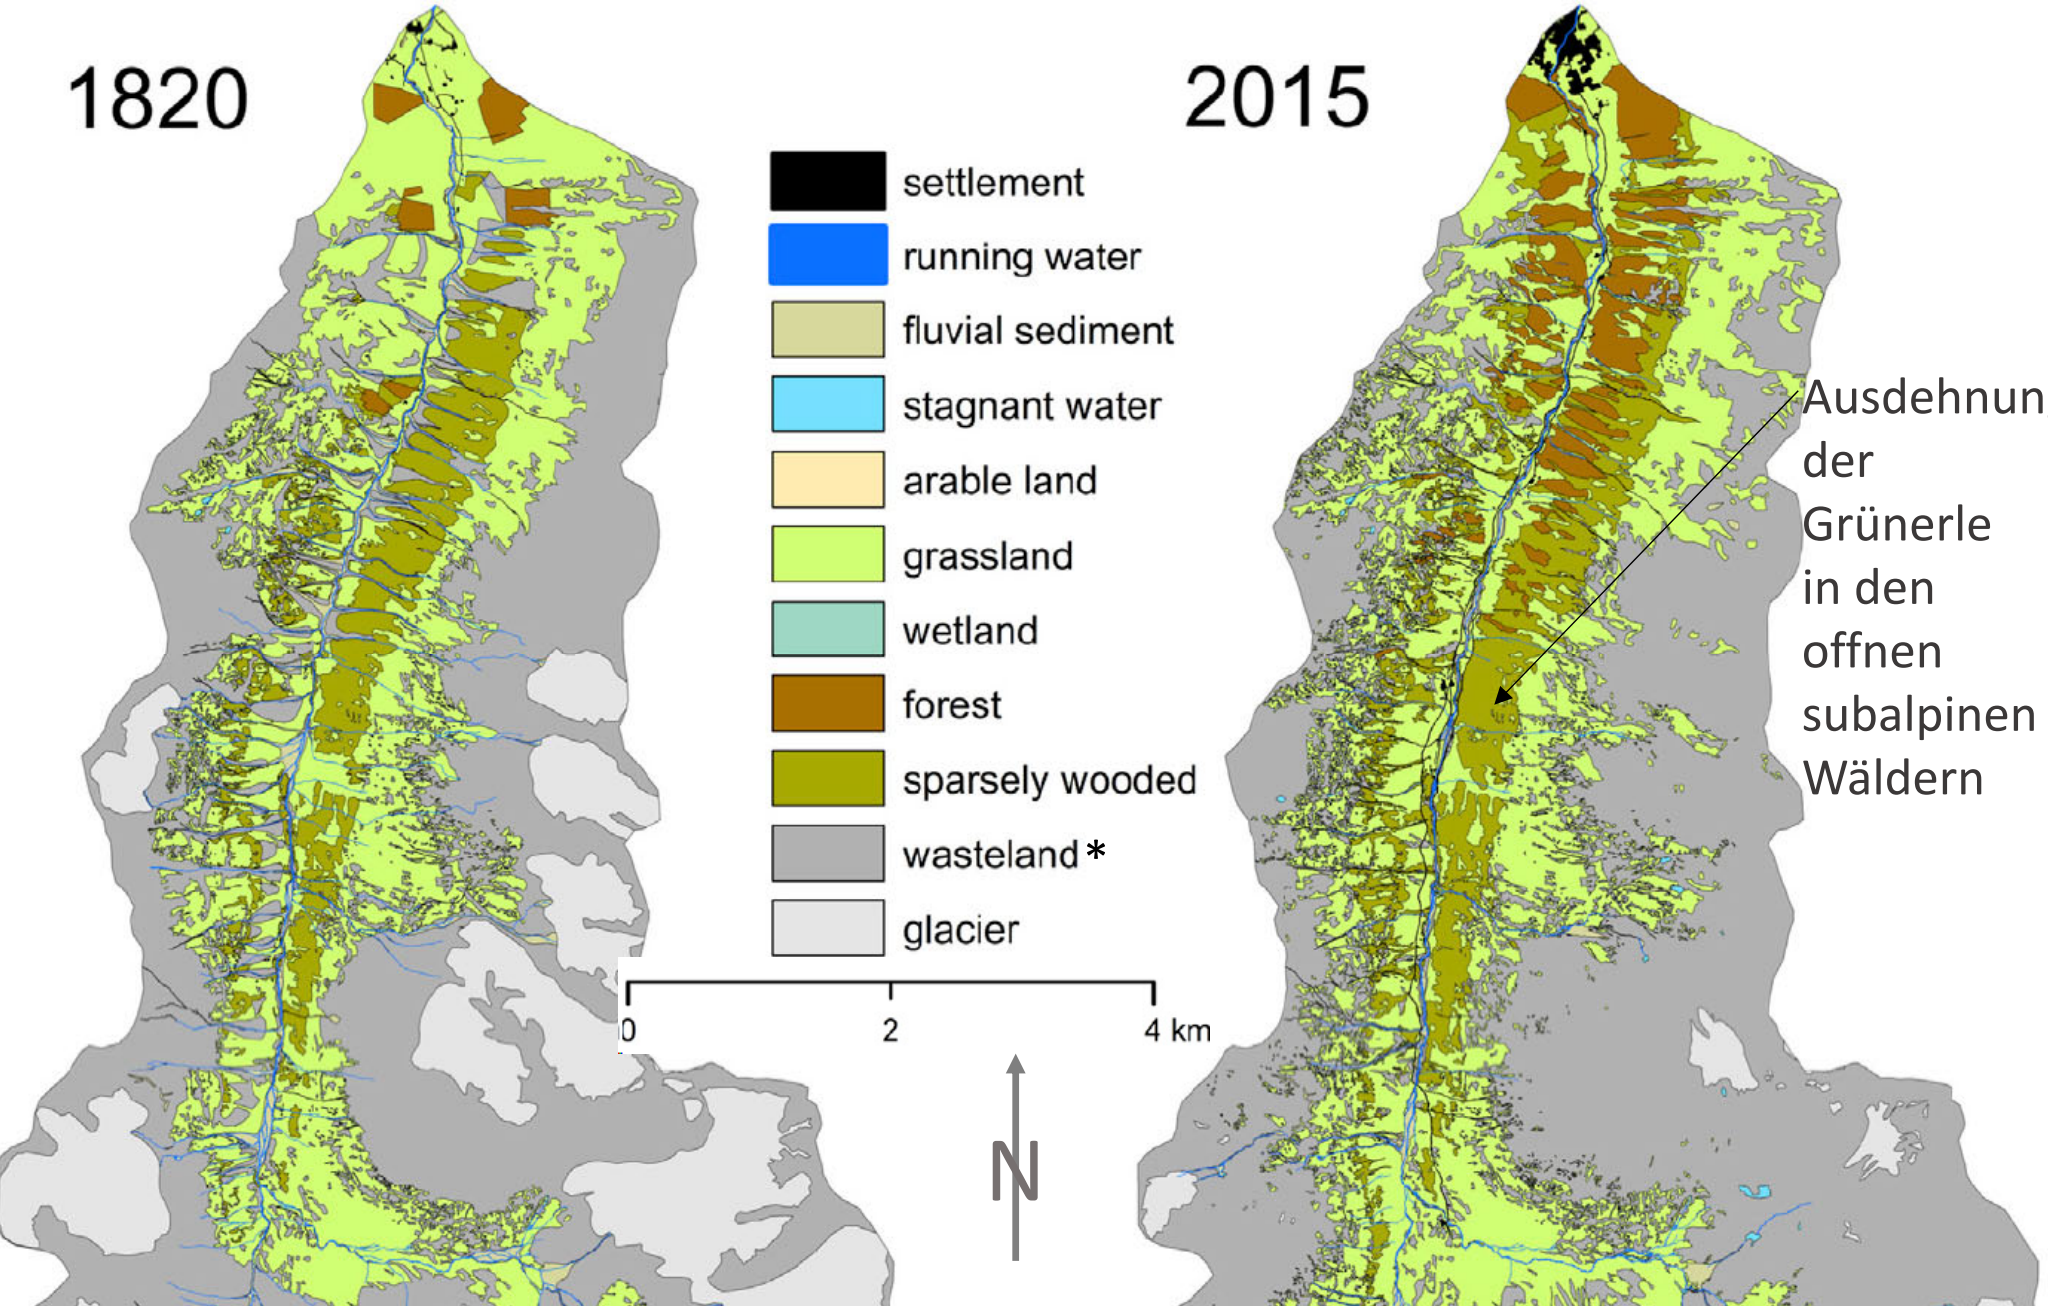 1820
2015
settlement
running water
fluvial sediment
stagnant water
arable land
grassland
wetland
forest
sparsely wooded
wasteland *
glacier
0 2 4 km
N
Ausdehnun
der
Grünerle
in den
offnen
subalpinen
Wäldern